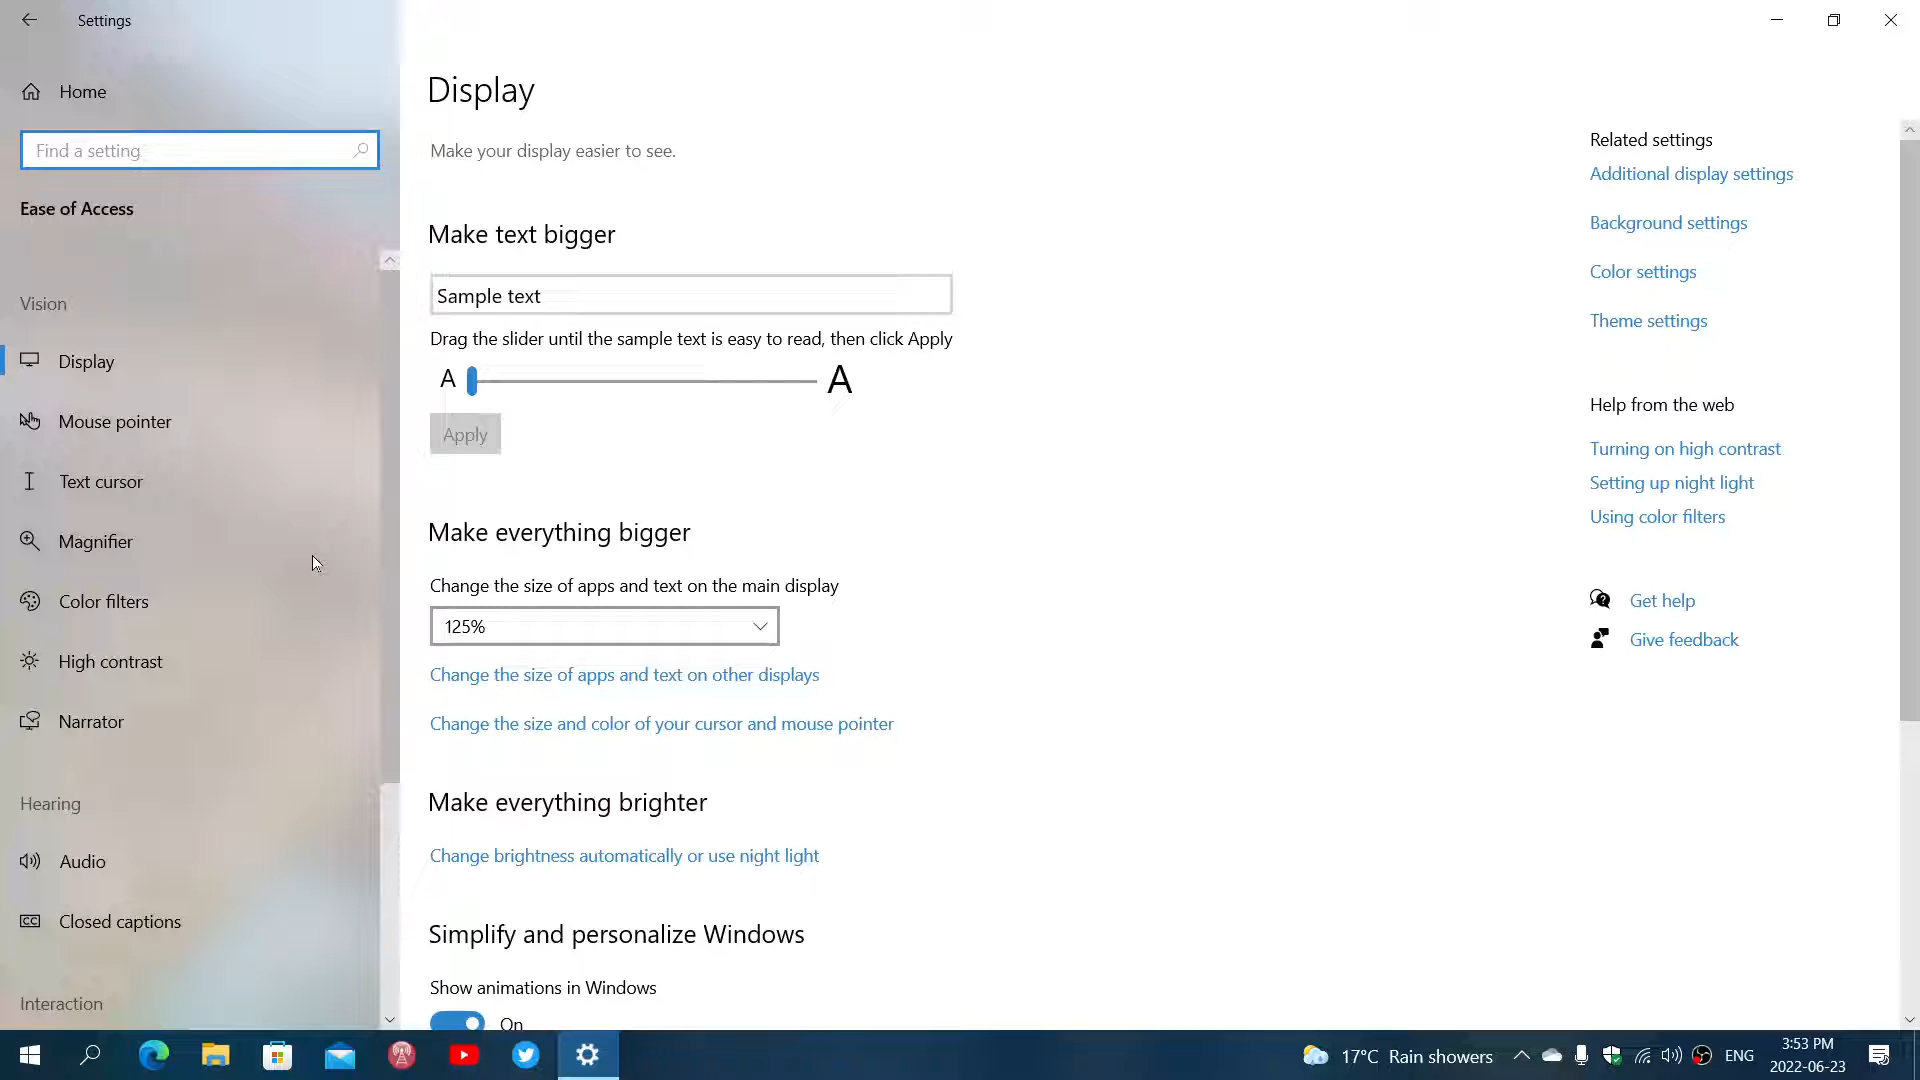 Settings
Home
Find a setting
Ease of Access
Vision
Display
Mouse pointer
Text cursor
Magnifier
Color filters
High contrast
Narrator
Hearing
Audio
Closed captions
Interaction
Display
Make your display easier to see.
Make text bigger
Sample text
Drag the slider until the sample text is easy to read, then click Apply
A A
Apply
Make everything bigger
Change the size of apps and text on the main display
125%
Change the size of apps and text on other displays
Change the size and color of your cursor and mouse pointer
Make everything brighter
Change brightness automatically or use night light
Simplify and personalize Windows
Show animations in Windows
On
Related settings
Additional display settings
Background settings
Color settings
Theme settings
Help from the web
Turning on high contrast
Setting up night light
Using color filters
Get help
Give feedback
17°C Rain showers
ENG
3:53 PM
2022-06-23